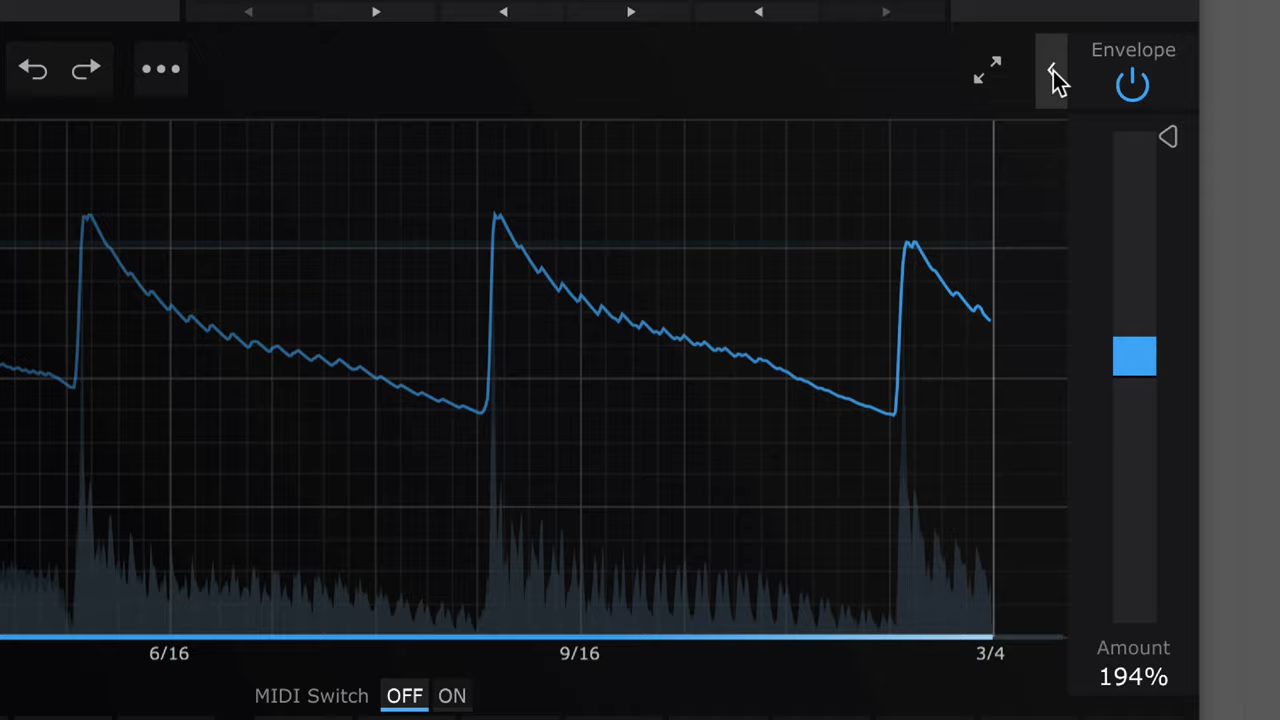 Envelope
6/16 9/16 3/4
Amount
194%
MIDI Switch OFF ON